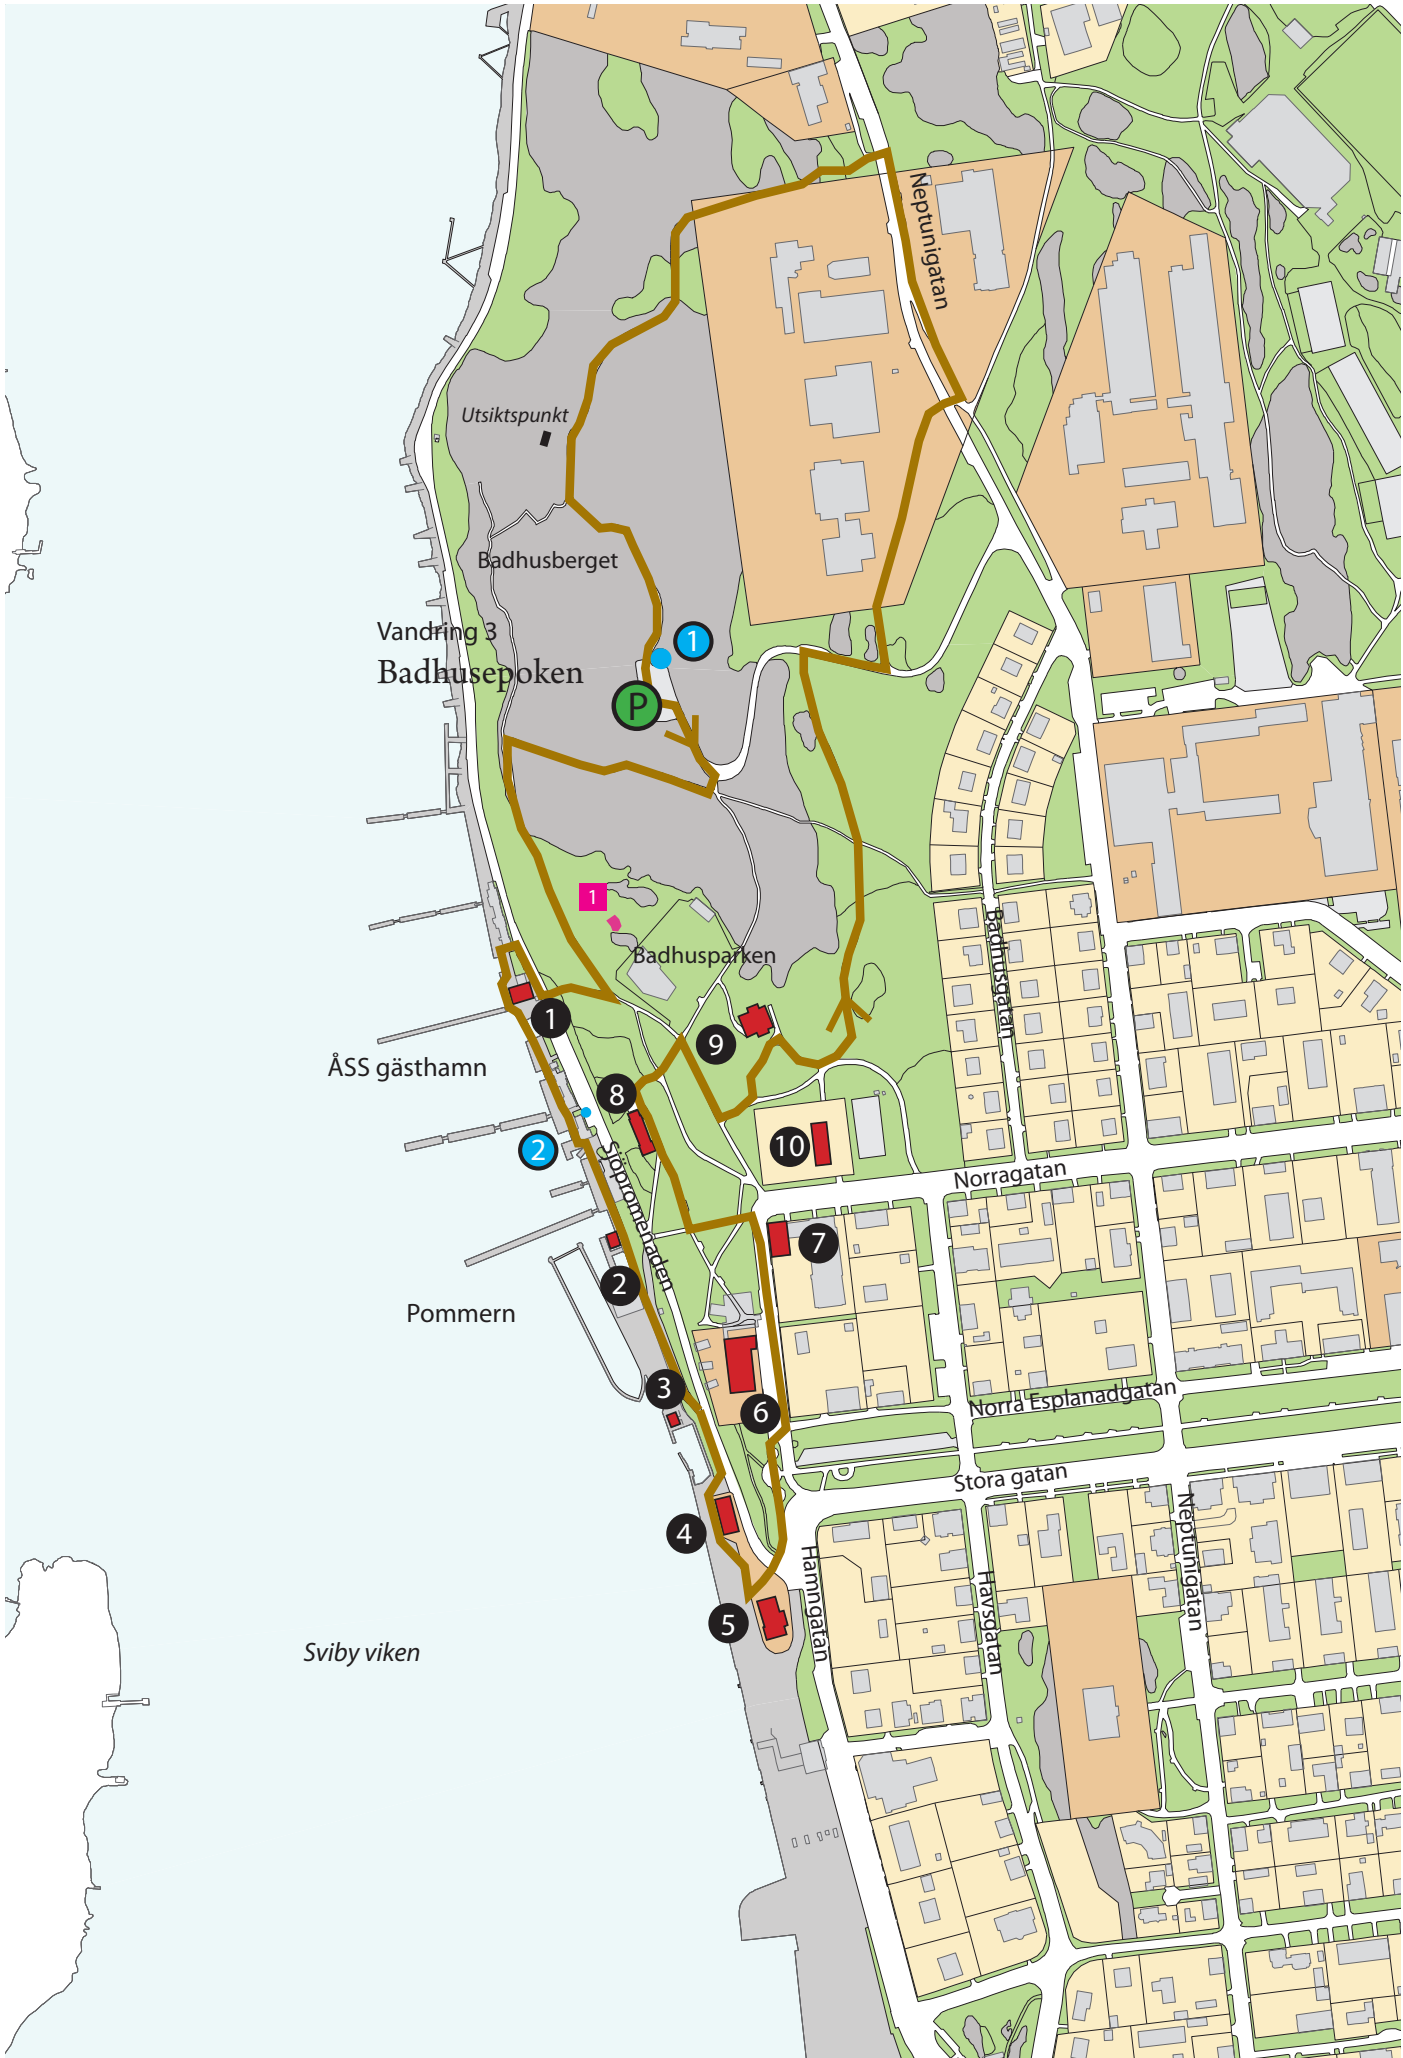 Neptunigatan
Utsiktspunkt
Badhusberget
Vandring 3
Badhusepoken
1
P
1
Badhusparken
Badhusgatan
1
9
ÅSS gästhamn
8
2
10
Sjöpromenaden
Norragatan
7
2
Pommern
3
6
Norra Esplanadgatan
Stora gatan
4
Neptunigatan
Hamngatan
Havsgatan
5
Sviby viken